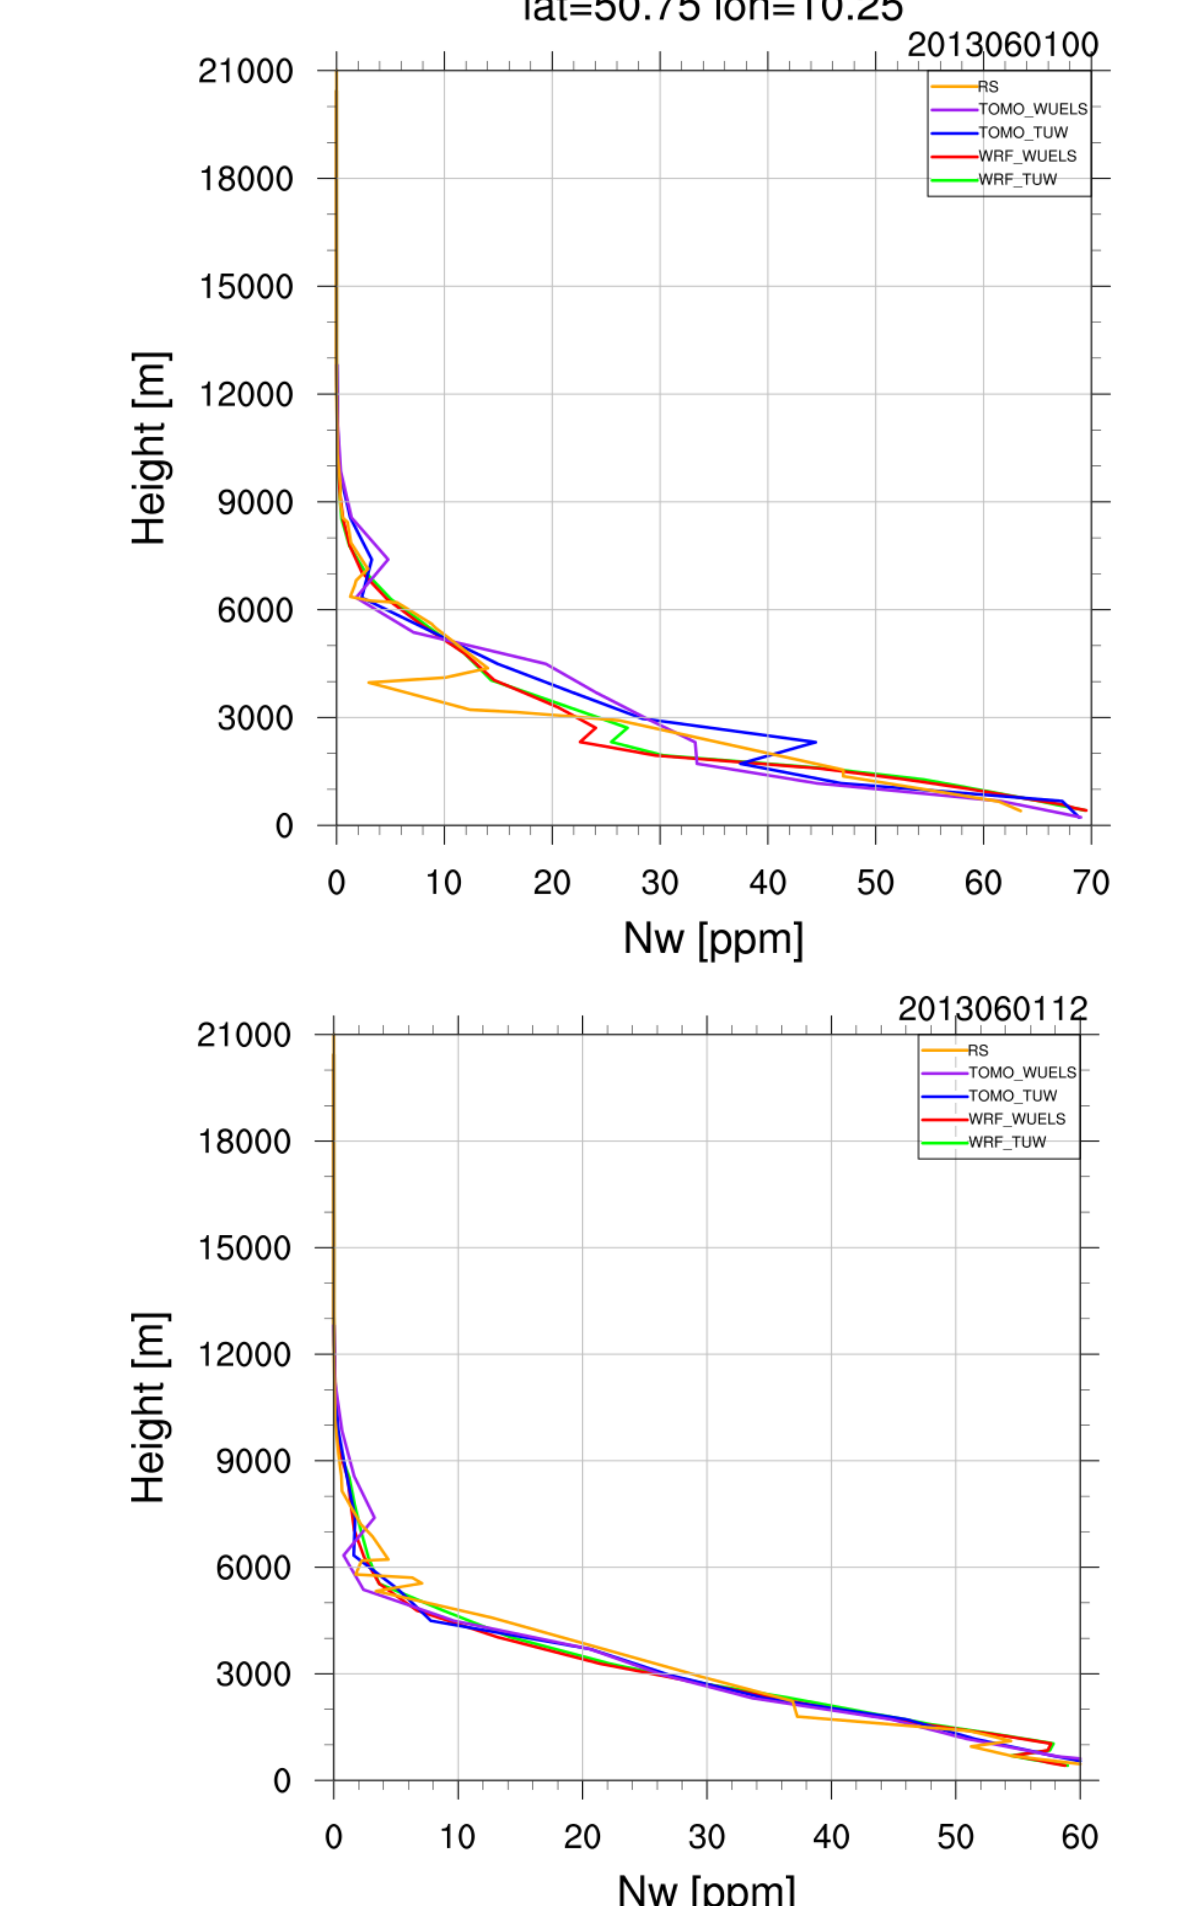 lat=50.75 lon=10.25
2013060100
21000
RS
TOMO_WUELS
TOMO_TUW
WRF_WUELS
WRF_TUW
18000
15000
12000
9000
6000
3000
0
Height [m]
0 10 20 30 40 50 60 70
Nw [ppm]
2013060112
21000
RS
TOMO_WUELS
TOMO_TUW
WRF_WUELS
WRF_TUW
18000
15000
12000
9000
6000
3000
0
Height [m]
0 10 20 30 40 50 60
Nw [ppm]